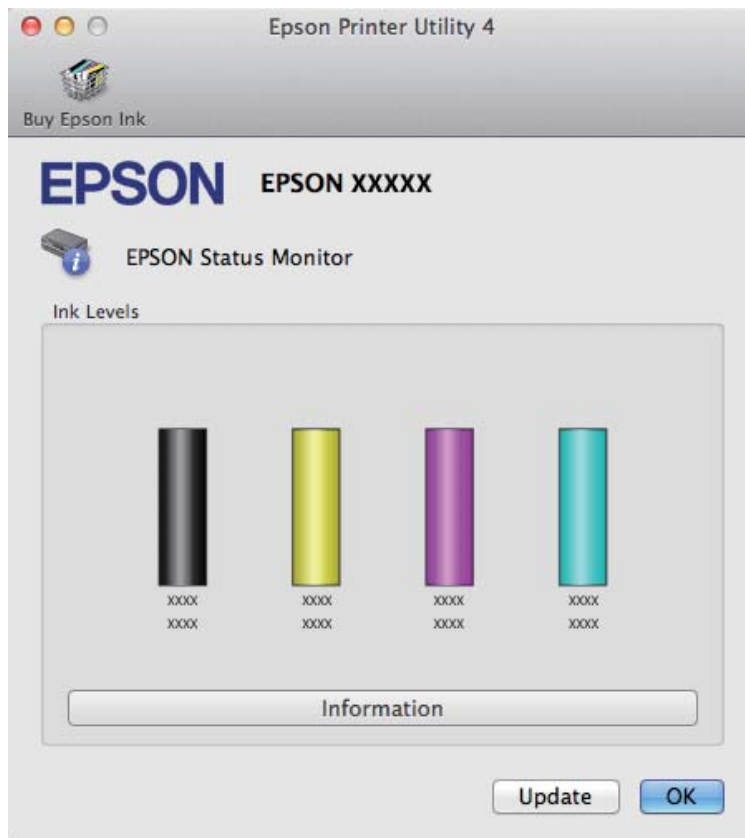 Epson Printer Utility 4
Buy Epson Ink
EPSON EPSON XXXXX
EPSON Status Monitor
Ink Levels
xxxx xxxx xxxx xxxx
xxxx xxxx xxxx xxxx
Information
Update OK